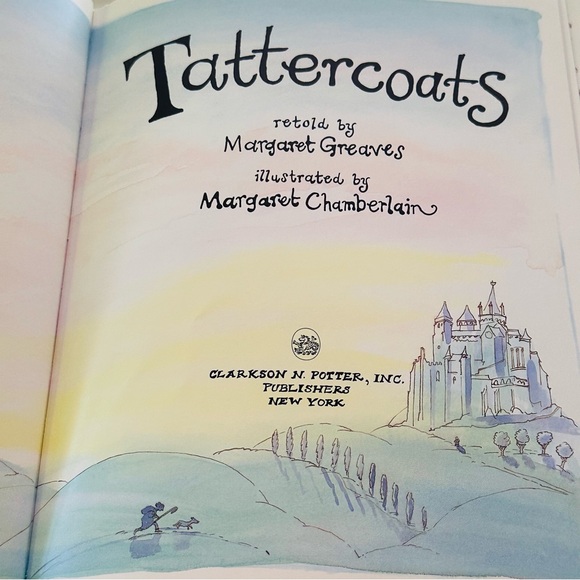 Tattercoats
retold by
Margaret Greaves
illustrated by
Margaret Chamberlain
CLARKSON N. POTTER, INC.
PUBLISHERS
NEW YORK